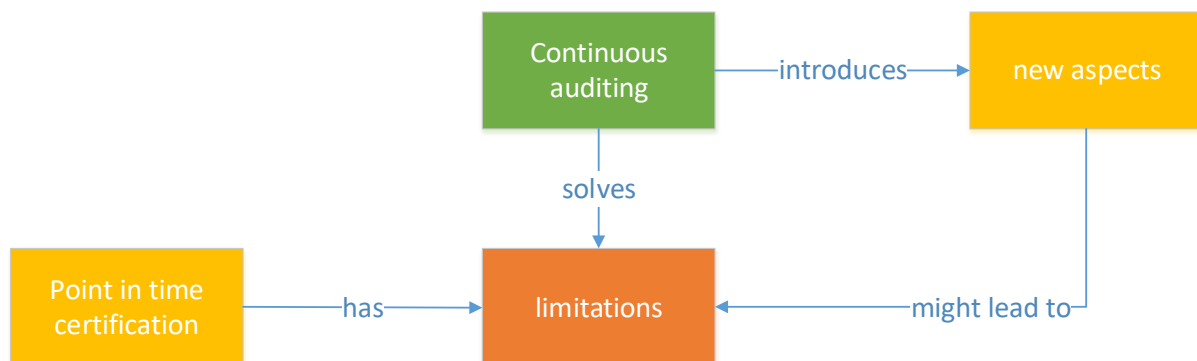 Continuous
auditing
introduces
new aspects
solves
Point in time
certification
has
limitations
might lead to